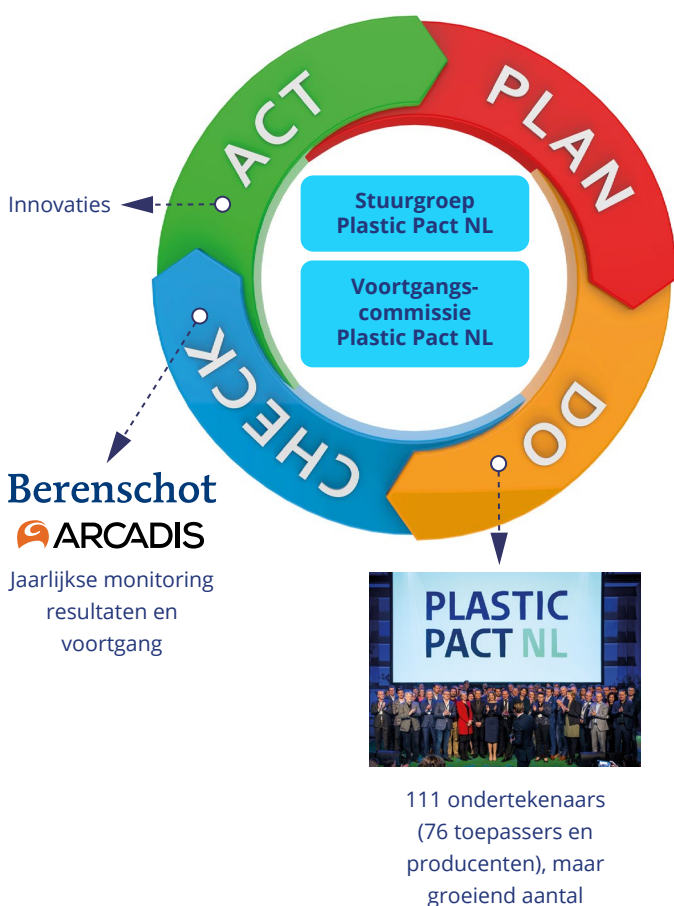 ACT
PLAN
Innovaties
Stuurgroep
Plastic Pact NL
Voortgangs-
commissie
Plastic Pact NL
CHECK
DO
Berenschot
ARCADIS
Jaarlijkse monitoring
resultaten en
voortgang
PLASTIC
PACT NL
111 ondertekenaars
(76 toepassers en
producenten), maar
groeiend aantal